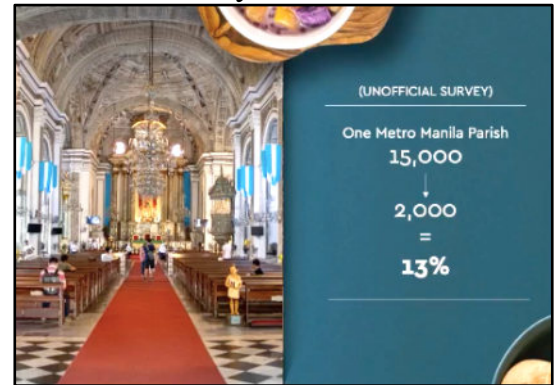 (UNOFFICIAL SURVEY)
One Metro Manila Parish
15,000
↓
2,000
=
13%